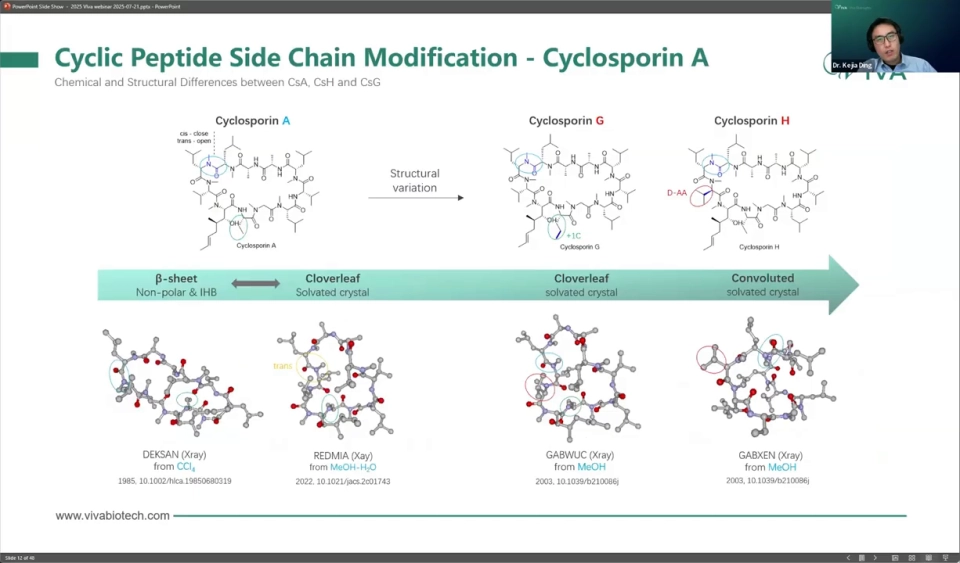 PowerPoint Slide Show - 2025 Viva webinar 2025-07-21.pptx - PowerPoint
Dr. Kejia Ding
VIVA
Cyclic Peptide Side Chain Modification - Cyclosporin A
Chemical and Structural Differences between CsA, CsH and CsG
Cyclosporin A
Cyclosporin G
Cyclosporin H
cis - close
trans - open
Structural
variation
D-AA
+1C
Cyclosporin A
Cyclosporin G
Cyclosporin H
β-sheet
Non-polar & IHB
Cloverleaf
Solvated crystal
Cloverleaf
solvated crystal
Convoluted
solvated crystal
trans
DEKSAN (Xray)
from CCl4
1985, 10.1002/hlca.19850680319
REDMIA (Xay)
from MeOH-H2O
2022, 10.1021/jacs.2c01743
GABWUC (Xray)
from MeOH
2003, 10.1039/b210086j
GABXEN (Xray)
from MeOH
2003, 10.1039/b210086j
www.vivabiotech.com